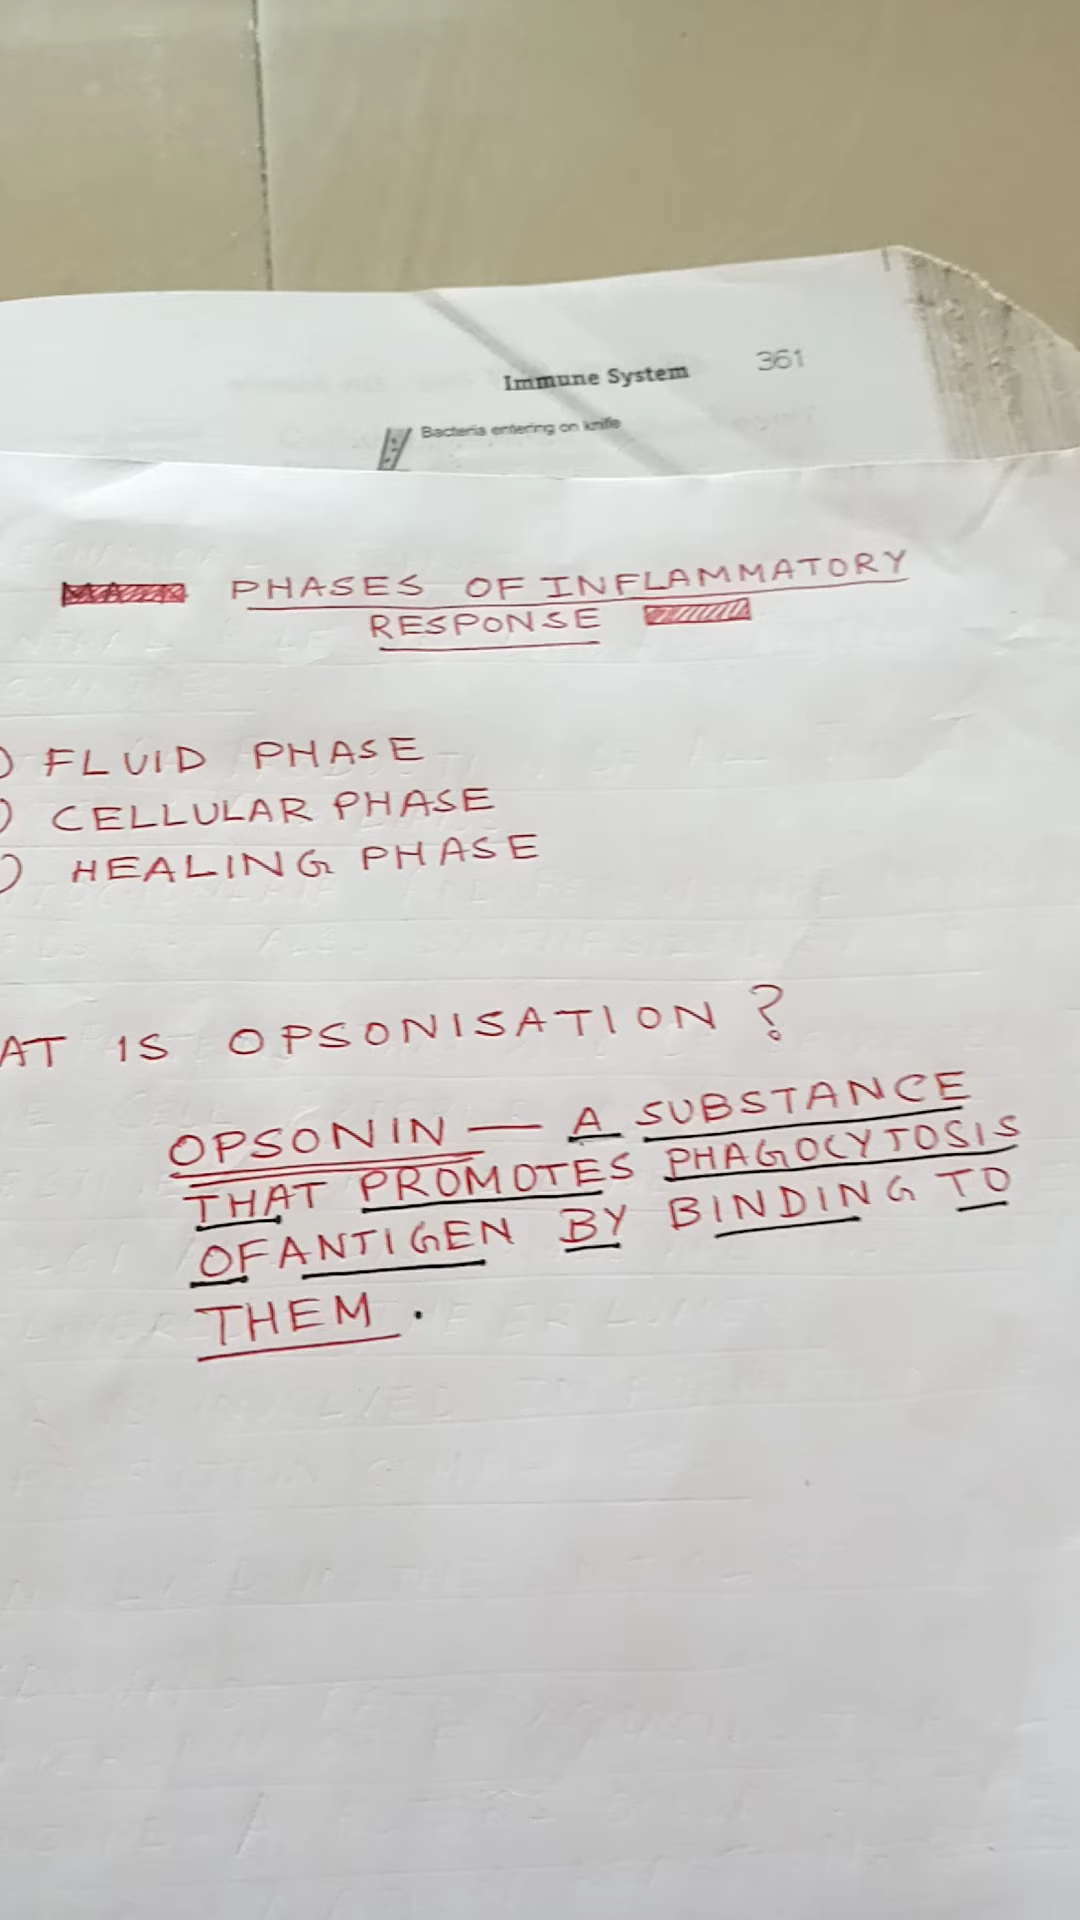 Immune System 361
Bacteria entering on knife
PHASES OF INFLAMMATORY
RESPONSE
) FLUID PHASE
) CELLULAR PHASE
) HEALING PHASE
AT IS OPSONISATION ?
OPSONIN — A SUBSTANCE
THAT PROMOTES PHAGOCYTOSIS
OF ANTIGEN BY BINDING TO
THEM .